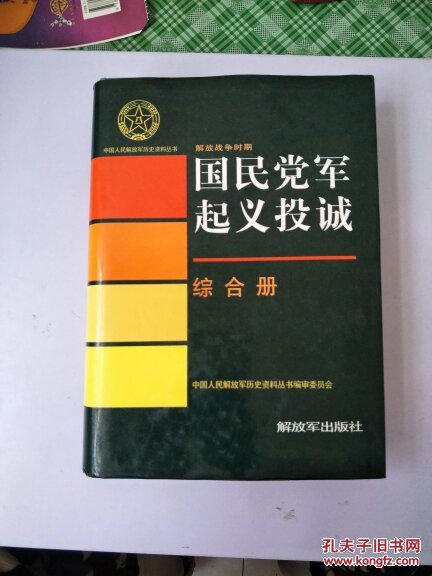 中国人民解放军历史资料丛书
解放战争时期
国民党军
起义投诚
综合册
中国人民解放军历史资料丛书编审委员会
解放军出版社
孔夫子旧书网
www.kongfz.com